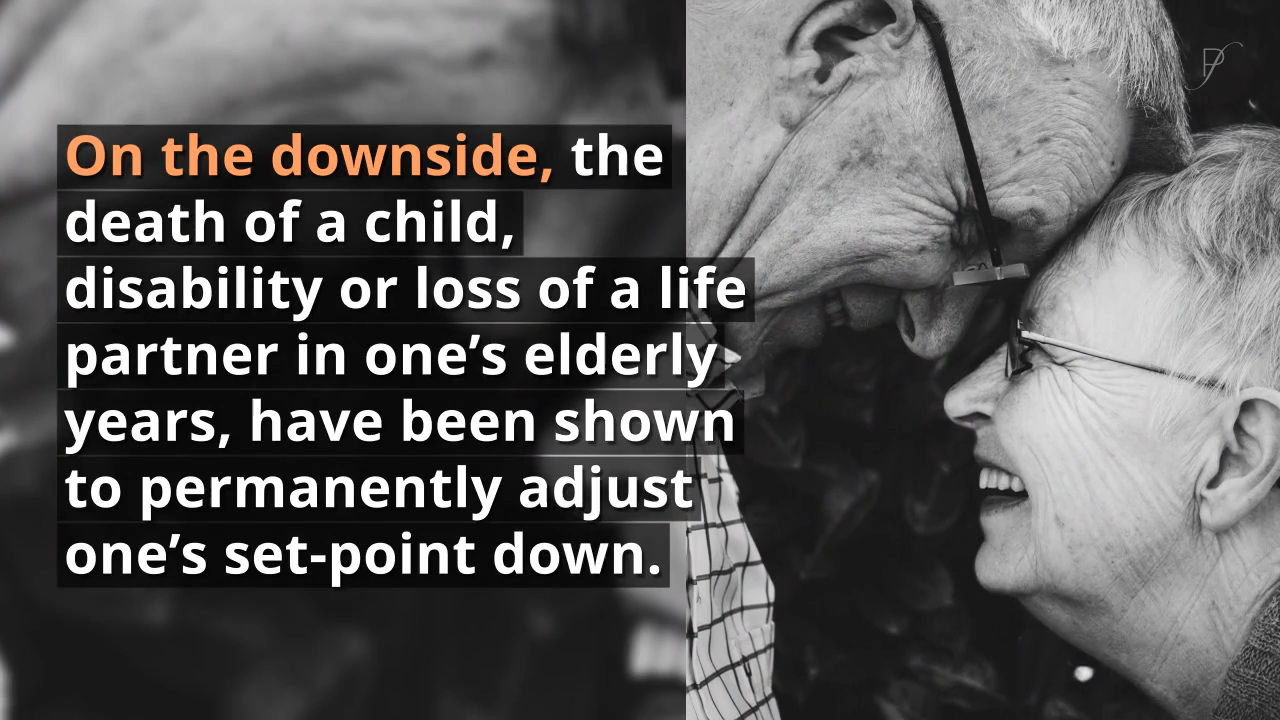 On the downside, the
death of a child,
disability or loss of a life
partner in one’s elderly
years, have been shown
to permanently adjust
one’s set-point down.